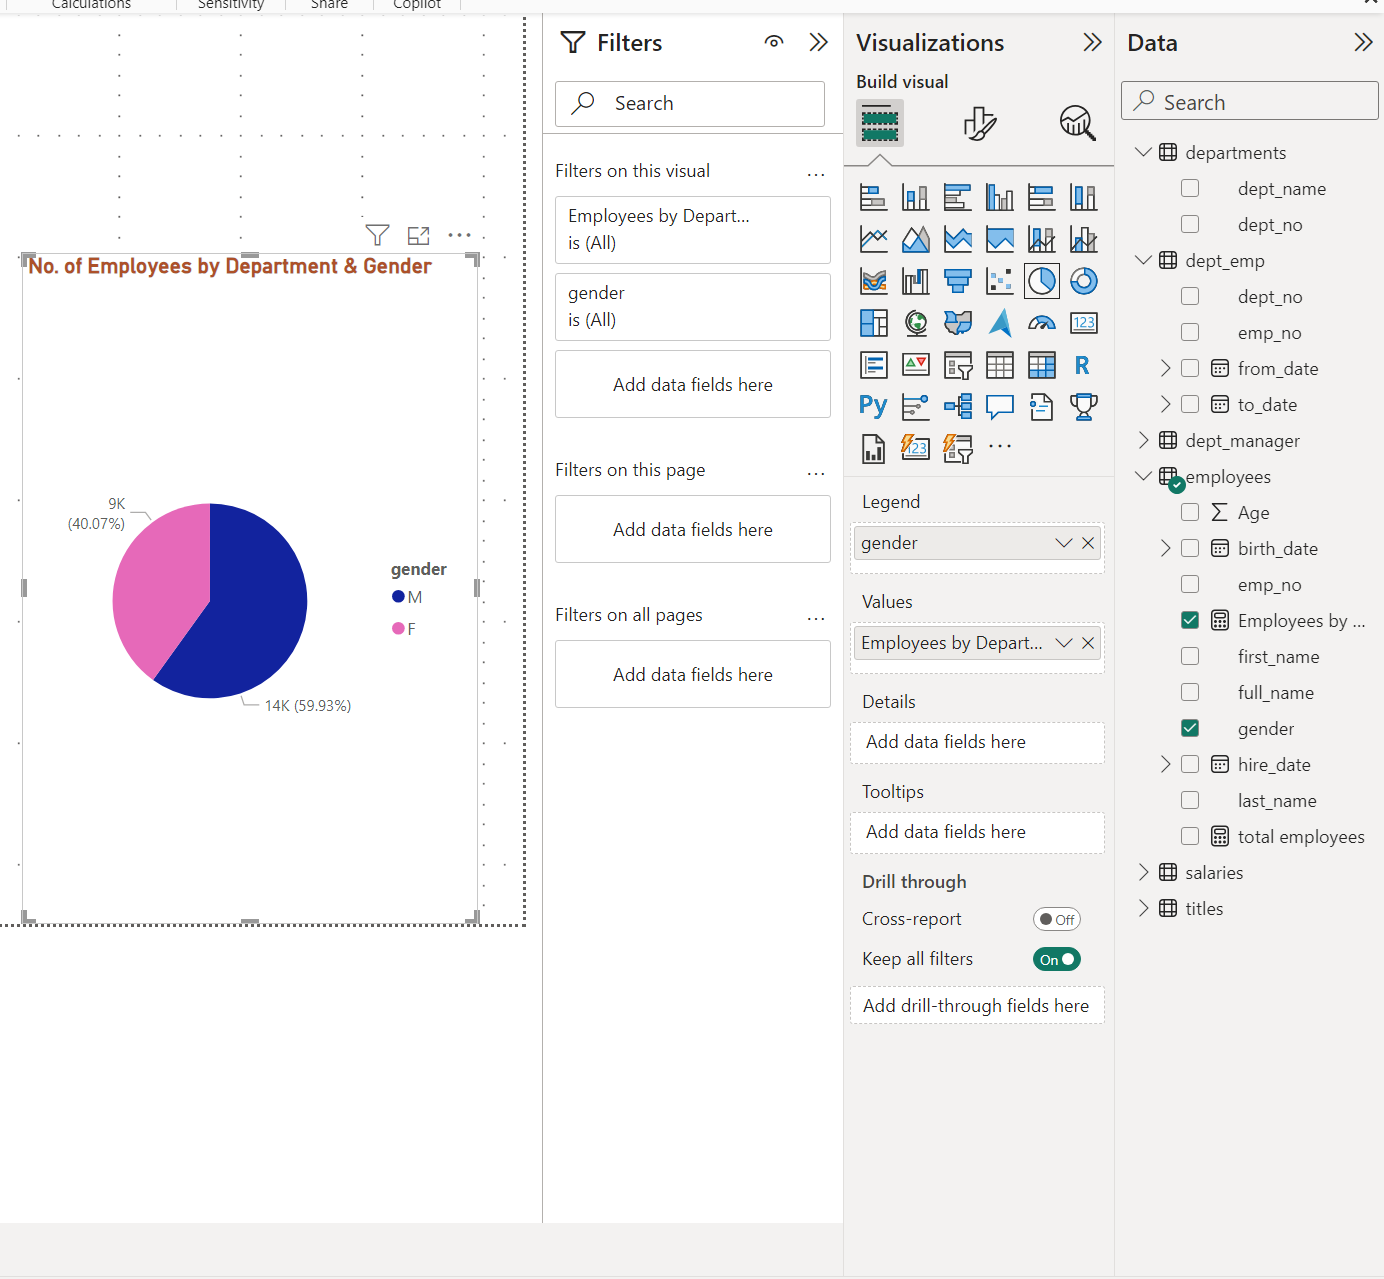 Calculations
Sensitivity
Share
Copilot
No. of Employees by Department & Gender
9K
(40.07%)
14K (59.93%)
gender
M
F
Filters
Search
Filters on this visual
Employees by Depart...
is (All)
gender
is (All)
Add data fields here
Filters on this page
Add data fields here
Filters on all pages
Add data fields here
Visualizations
Build visual
123
R
Py
123
Legend
gender
Values
Employees by Depart...
Details
Add data fields here
Tooltips
Add data fields here
Drill through
Cross-report
Off
Keep all filters
On
Add drill-through fields here
Data
Search
departments
dept_name
dept_no
dept_emp
dept_no
emp_no
from_date
to_date
dept_manager
employees
Age
birth_date
emp_no
Employees by ...
first_name
full_name
gender
hire_date
last_name
total employees
salaries
titles